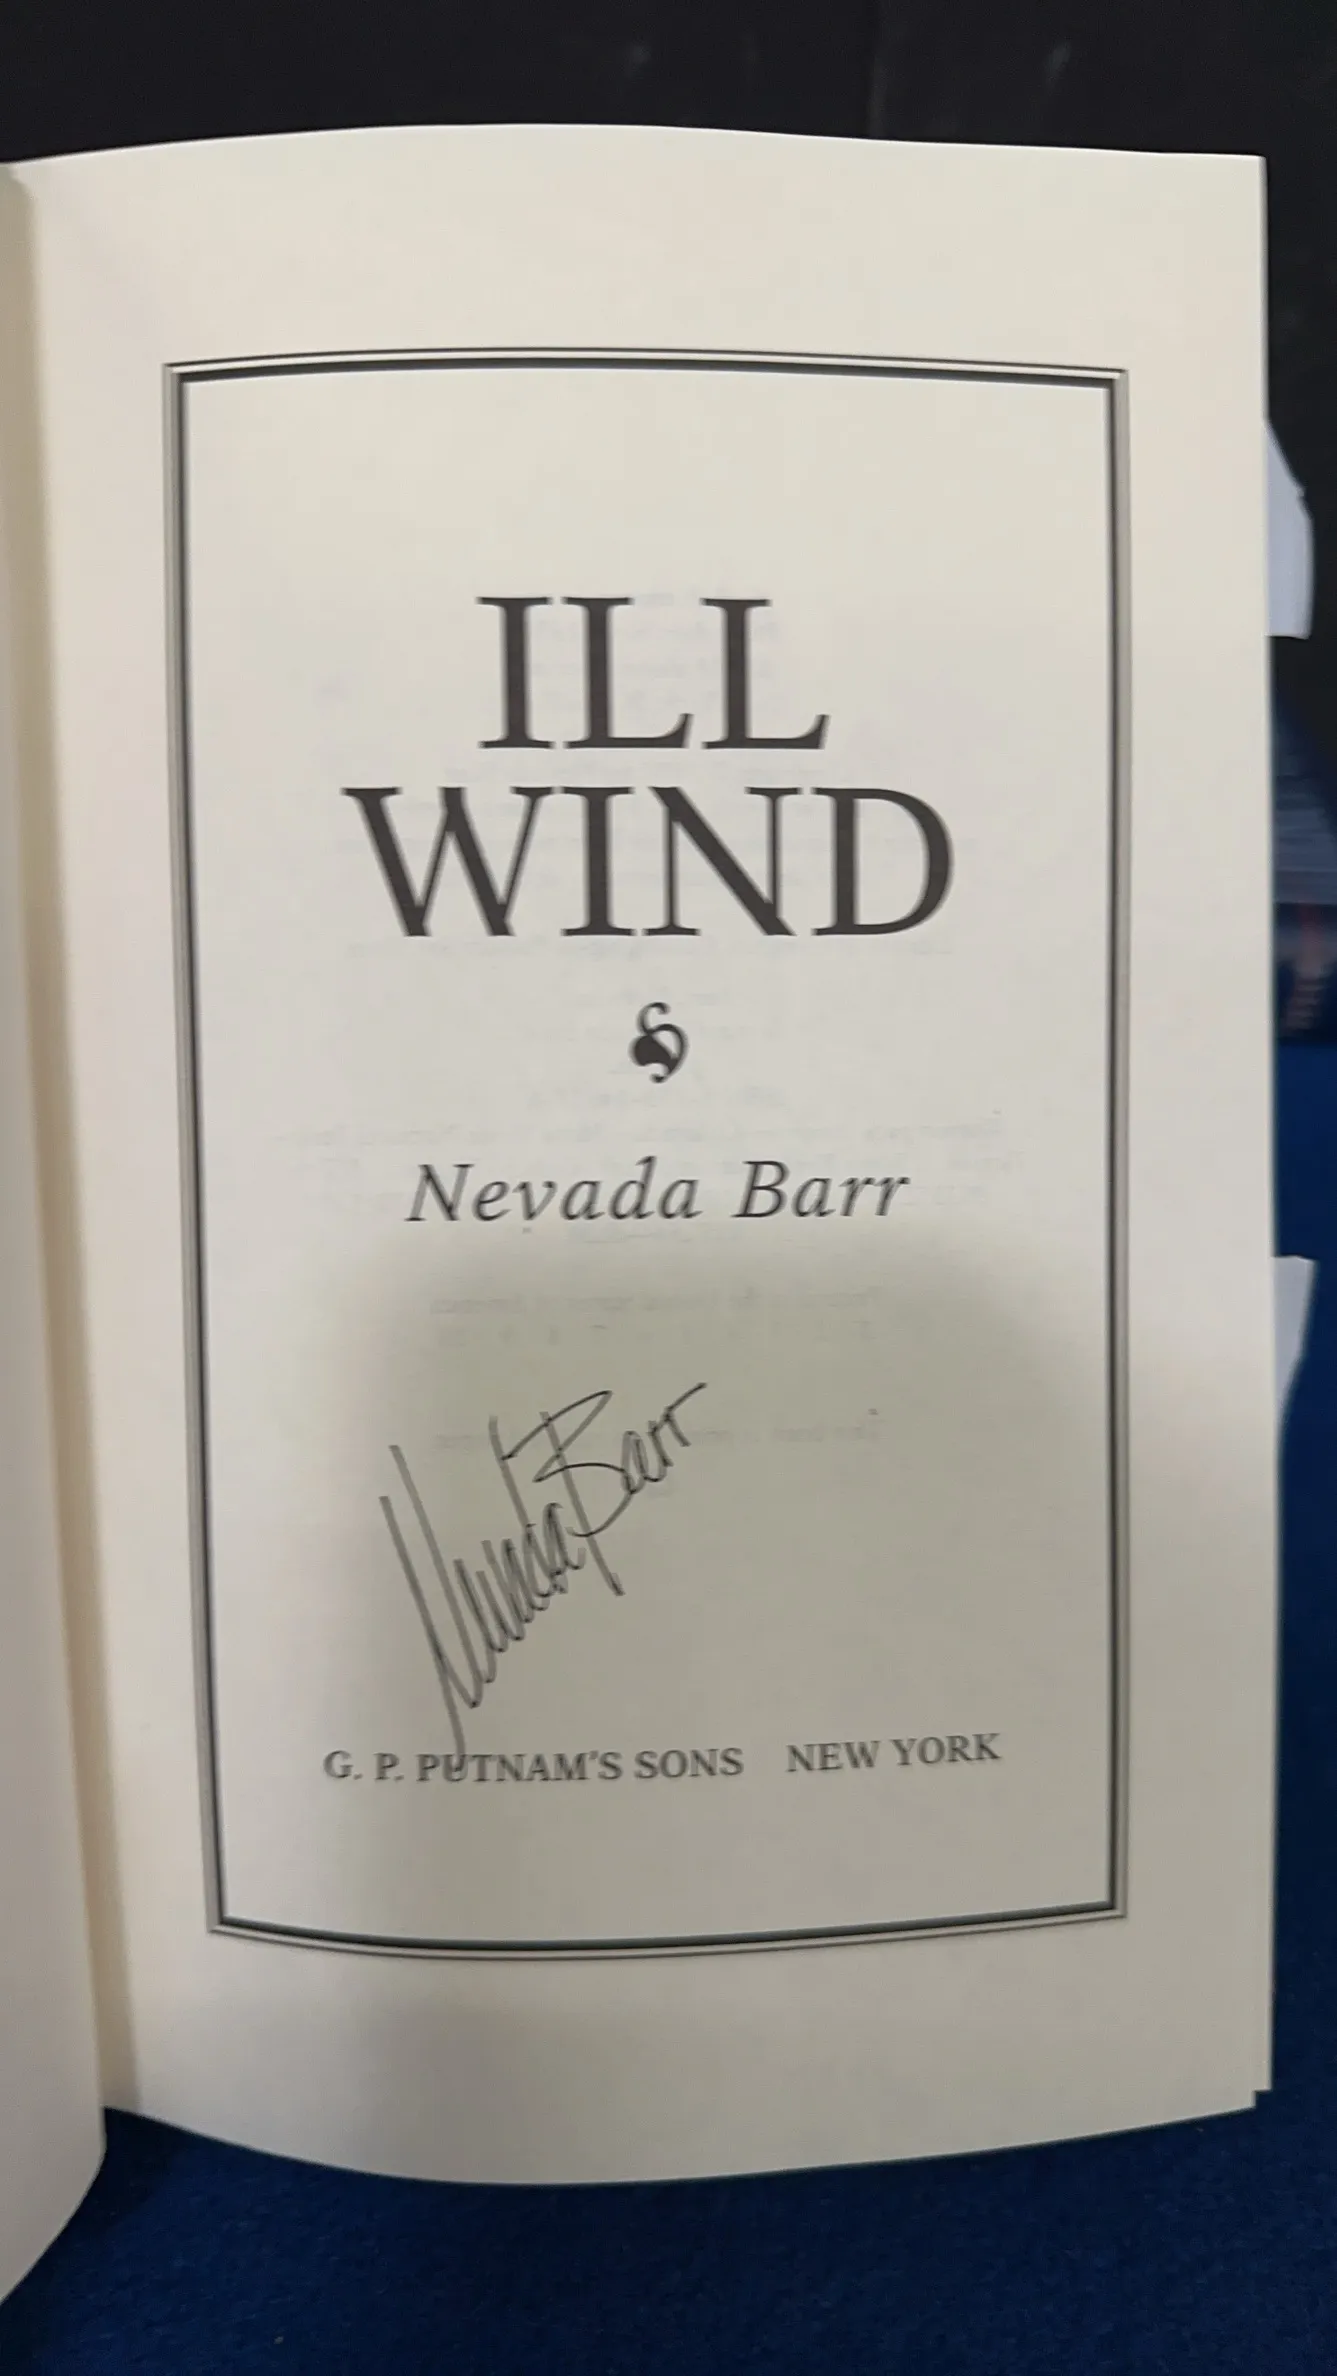 ILL
WIND
Nevada Barr
Nevada Barr
G. P. PUTNAM'S SONS NEW YORK